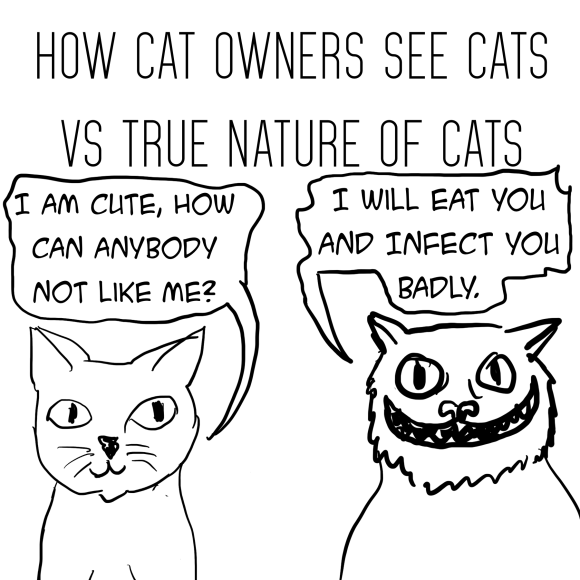 HOW CAT OWNERS SEE CATS
VS TRUE NATURE OF CATS
I AM CUTE, HOW
CAN ANYBODY
NOT LIKE ME?
I WILL EAT YOU
AND INFECT YOU
BADLY.